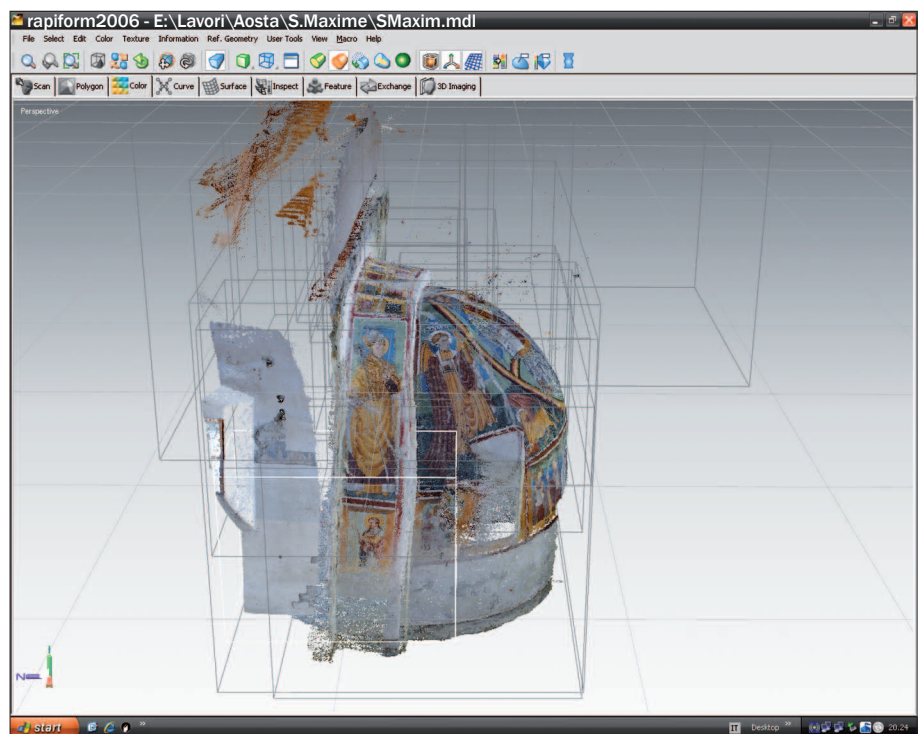 rapiform2006 - E:\Lavori\Aosta\S.Maxime\SMaxim.mdl
File Select Edit Color Texture Information Ref. Geometry User Tools View Macro Help
Scan Polygon Color Curve Surface Inspect Feature Exchange 3D Imaging
Perspective
start » IT Desktop » 20:24